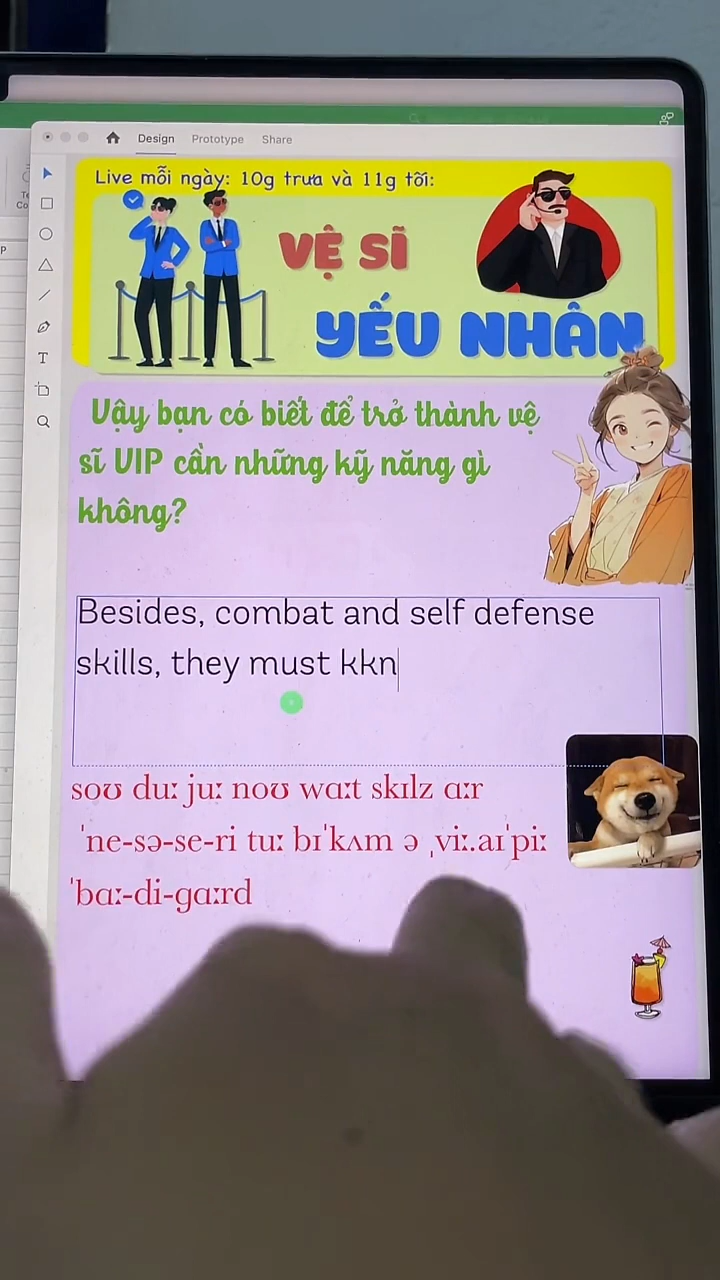 Design Prototype Share
Live mỗi ngày: 10g trưa và 11g tối:
VỆ SĨ
YẾU NHÂN
Vậy bạn có biết để trở thành vệ
sĩ VIP cần những kỹ năng gì
không?
Besides, combat and self defense
skills, they must kkn
soʊ duː juː noʊ waːt skɪlz ɑːr
ˈne-sə-se-ri tuː bɪˈkʌm ə ˌviː.aɪˈpiː
ˈbɑː-di-gɑːrd